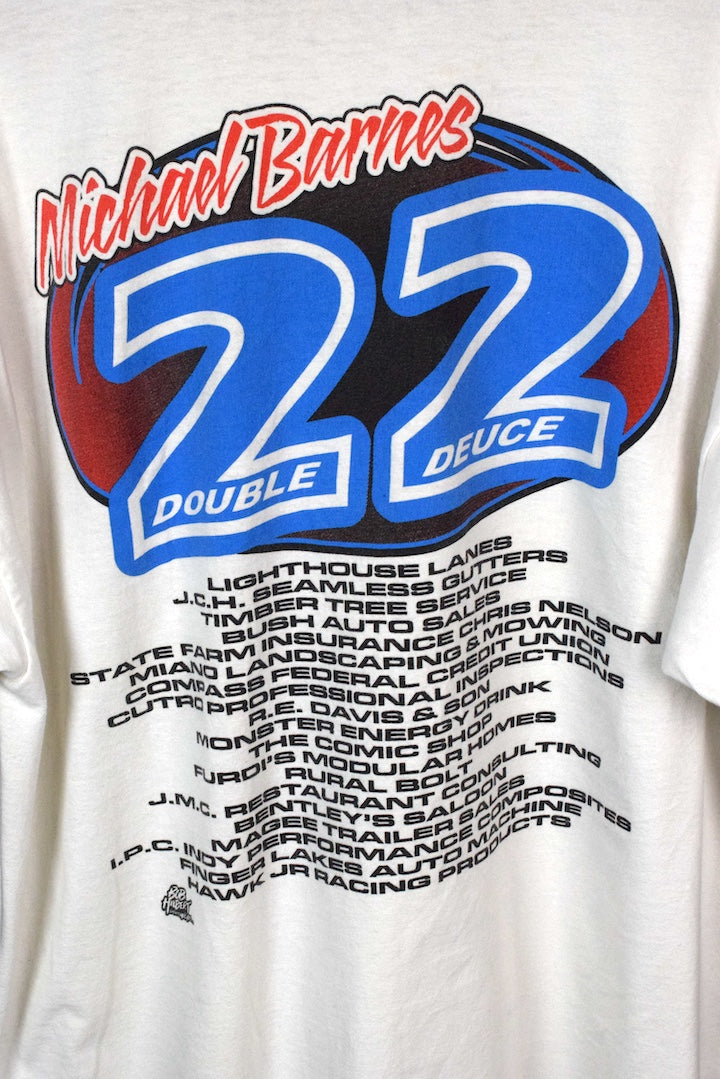 Michael Barnes
22
DOUBLE DEUCE
LIGHTHOUSE LANES
J.C.H. SEAMLESS GUTTERS
TIMBER TREE SERVICE
BUSH AUTO SALES
STATE FARM INSURANCE CHRIS NELSON
MIANO LANDSCAPING & MOWING
COMPASS FEDERAL CREDIT UNION
CUTRO PROFESSIONAL INSPECTIONS
R.E. DAVIS & SON
MONSTER ENERGY DRINK
THE COMIC SHOP
FURDI'S MODULAR HOMES
RURAL BOLT
J.M.C. RESTAURANT CONSULTING
BENTLEY'S SALOON
MAGEE TRAILER SALES
I.P.C. INDY PERFORMANCE COMPOSITES
FINGER LAKES AUTO MACHINE
HAWK JR RACING PRODUCTS
BOB HILBERT